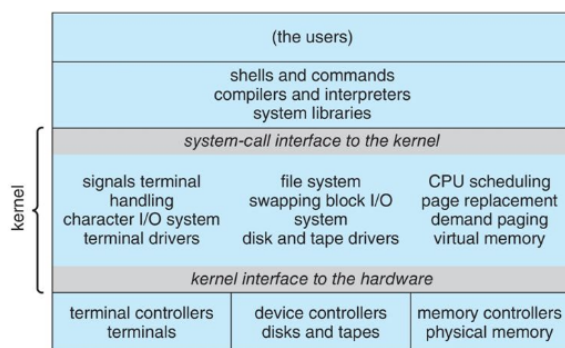 (the users)
shells and commands
compilers and interpreters
system libraries
system-call interface to the kernel
kernel
signals terminal
handling
character I/O system
terminal drivers
file system
swapping block I/O
system
disk and tape drivers
CPU scheduling
page replacement
demand paging
virtual memory
kernel interface to the hardware
terminal controllers
terminals
device controllers
disks and tapes
memory controllers
physical memory